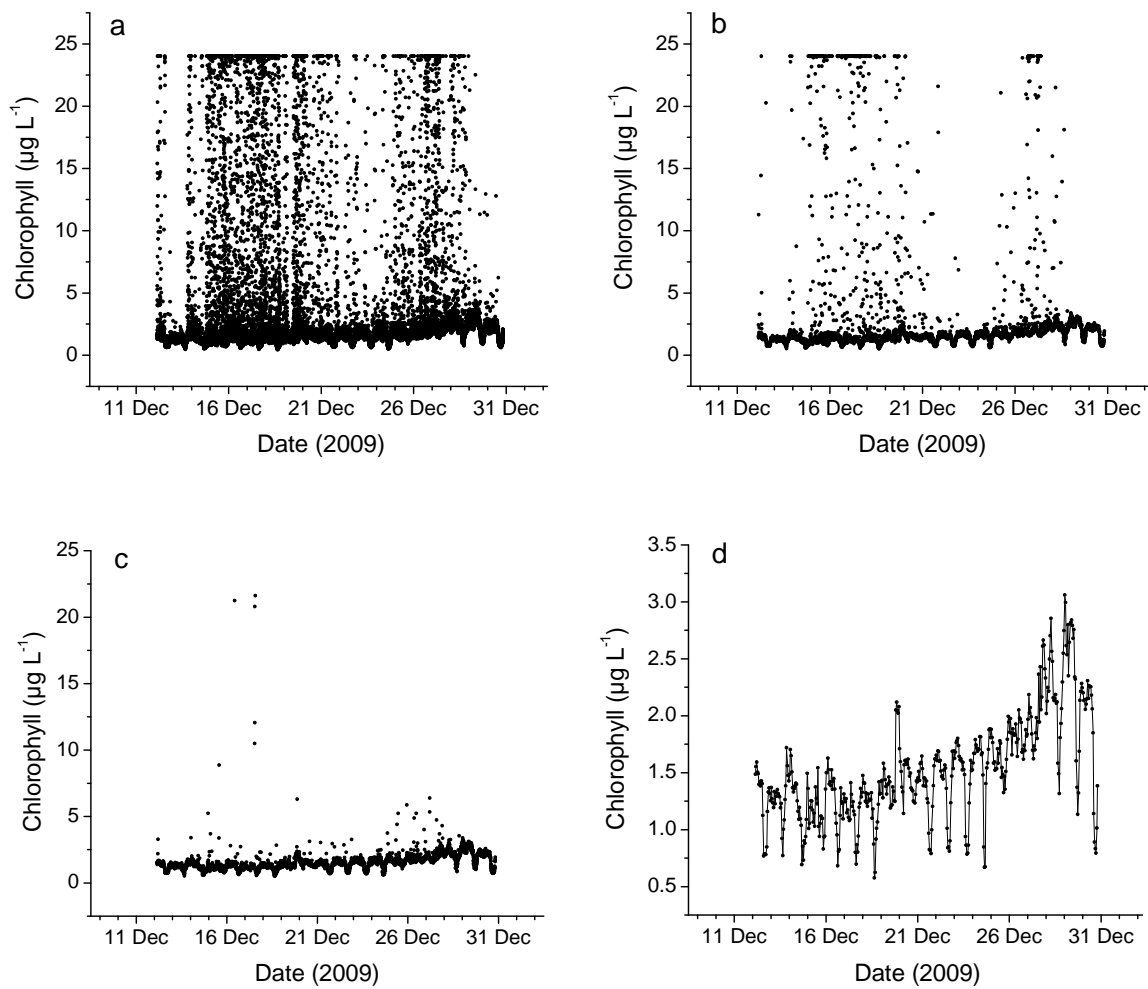 a
25
20
15
10
5
0
Chlorophyll (µg L⁻¹)
11 Dec 16 Dec 21 Dec 26 Dec 31 Dec
Date (2009)
b
25
20
15
10
5
0
Chlorophyll (µg L⁻¹)
11 Dec 16 Dec 21 Dec 26 Dec 31 Dec
Date (2009)
c
25
20
15
10
5
0
Chlorophyll (µg L⁻¹)
11 Dec 16 Dec 21 Dec 26 Dec 31 Dec
Date (2009)
d
3.5
3.0
2.5
2.0
1.5
1.0
0.5
Chlorophyll (µg L⁻¹)
11 Dec 16 Dec 21 Dec 26 Dec 31 Dec
Date (2009)